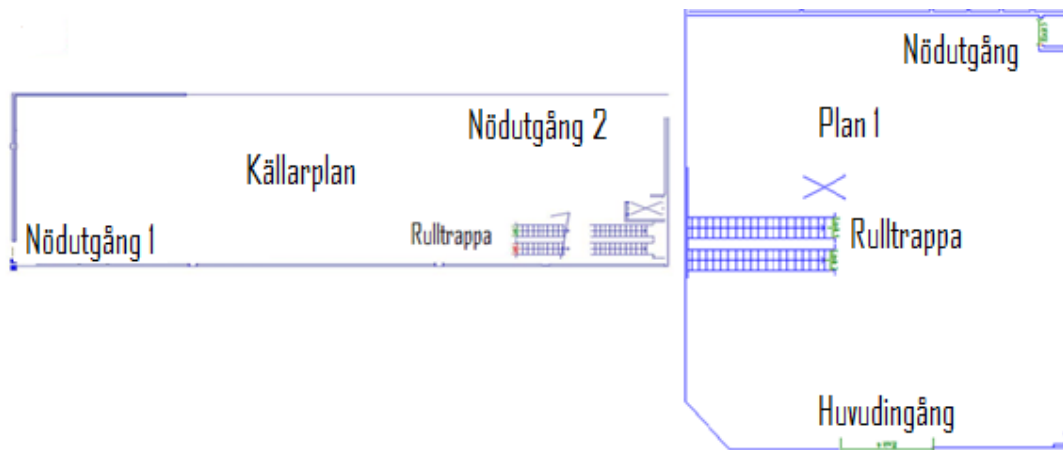 Källarplan
Nödutgång 2
Nödutgång 1
Rulltrappa
Nödutgång
Plan 1
Rulltrappa
Huvudingång